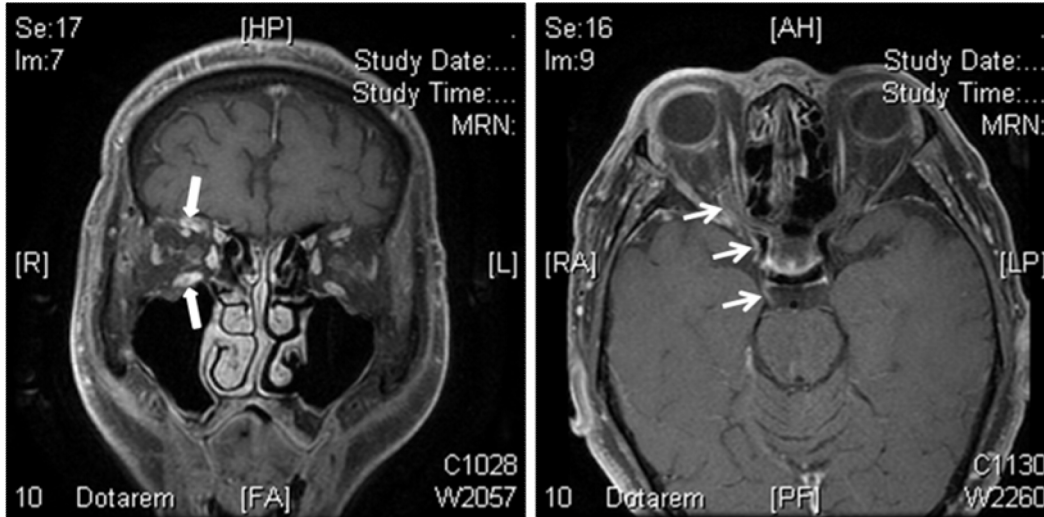 Se:17
Im:7
[HP]
.
Study Date:...
Study Time:...
MRN:
[R]
[L]
C1028
W2057
10 Dotarem
[FA]
Se:16
Im:9
[AH]
.
Study Date:...
Study Time:...
MRN:
[RA]
[LP]
C1130
W2260
10 Dotarem
[PF]